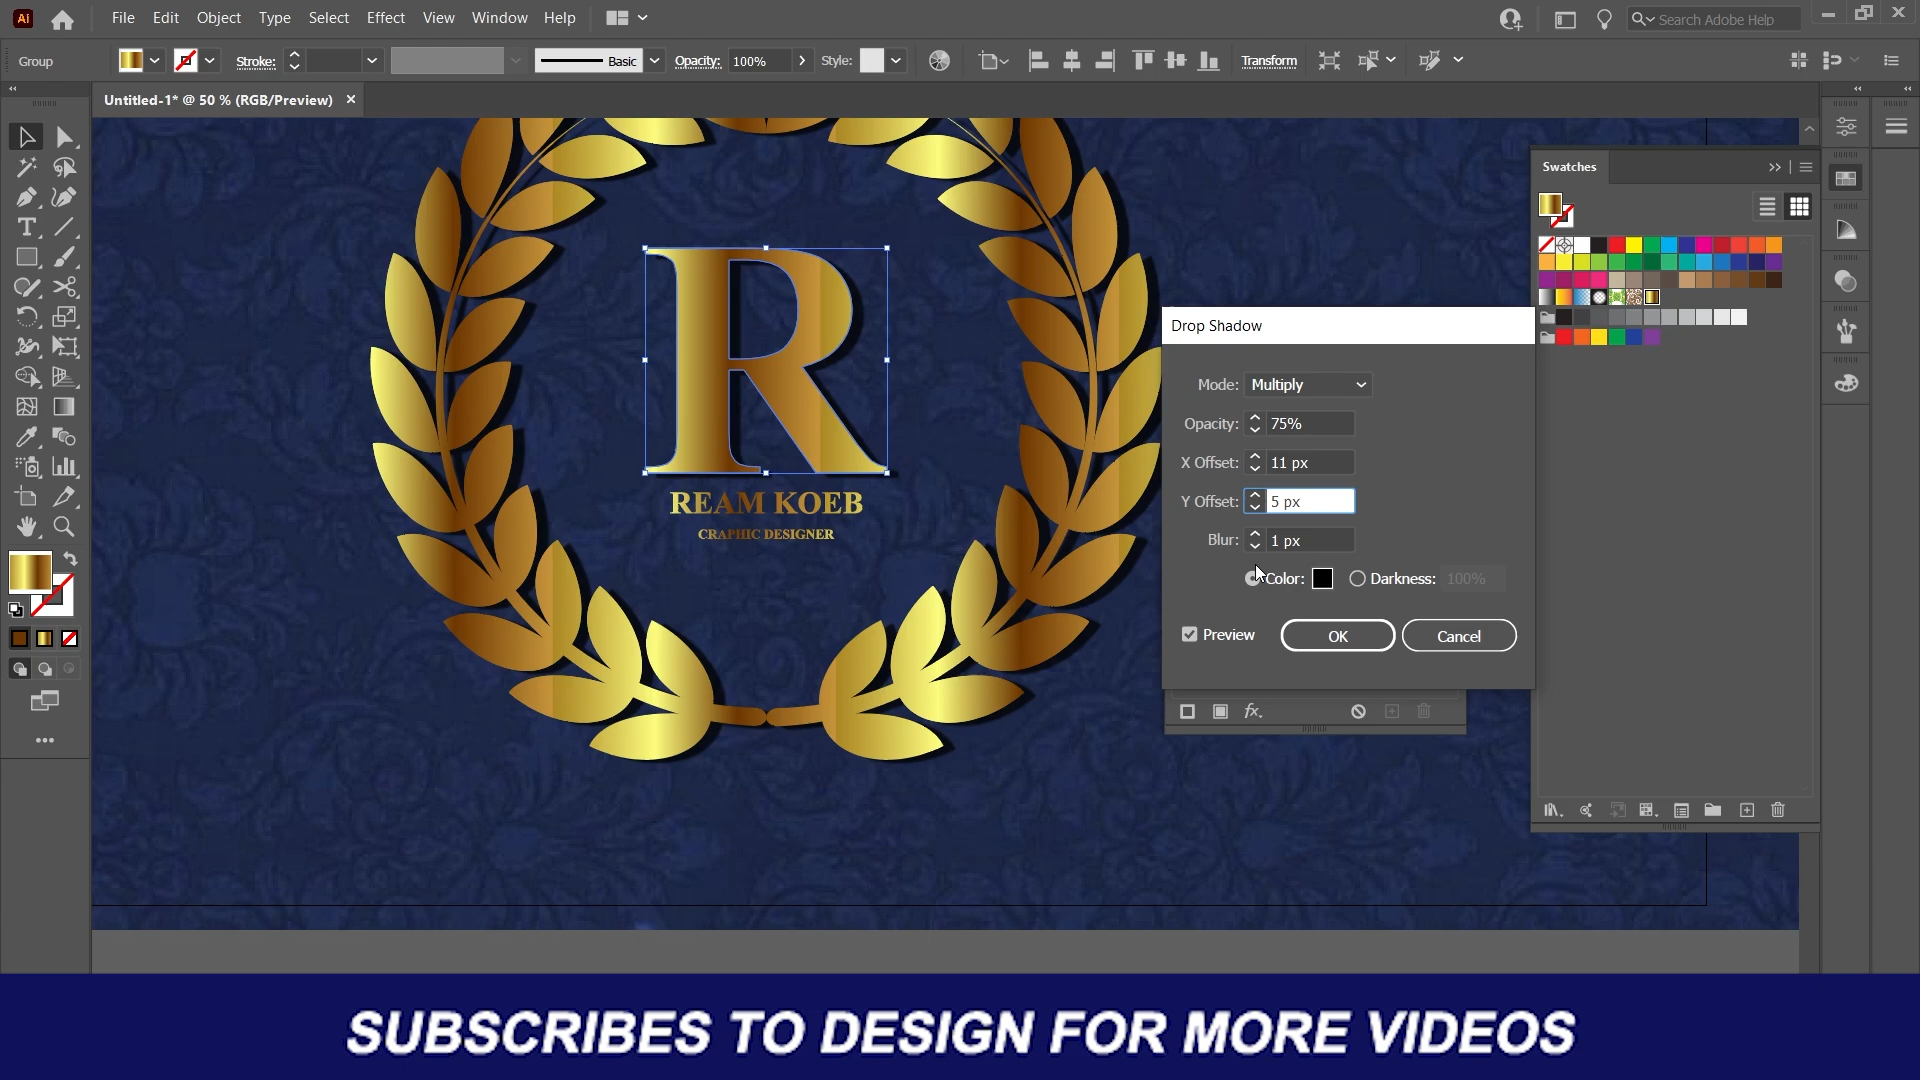 Ai File Edit Object Type Select Effect View Window Help Search Adobe Help
Group Stroke: Basic Opacity: 100% Style: Transform
Untitled-1* @ 50 % (RGB/Preview)
Swatches
R
REAM KOEB
CRAPHIC DESIGNER
Drop Shadow
Mode: Multiply
Opacity: 75%
X Offset: 11 px
Y Offset: 5 px
Blur: 1 px
Color: Darkness: 100%
Preview OK Cancel
fx.
SUBSCRIBES TO DESIGN FOR MORE VIDEOS